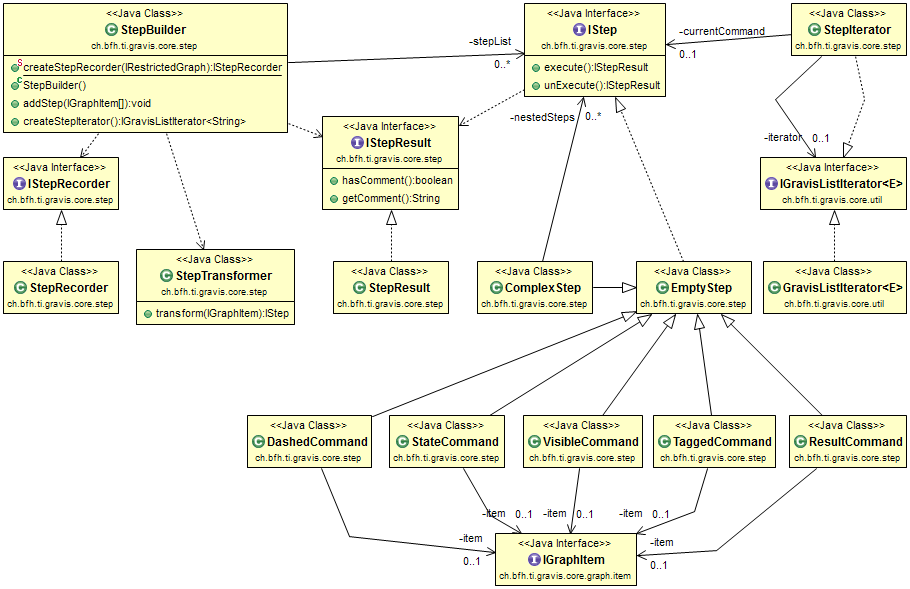 <<Java Class>>
StepBuilder
ch.bfh.ti.gravis.core.step
createStepRecorder(IRestrictedGraph):IStepRecorder
StepBuilder()
addStep(IGraphItem[]):void
createStepIterator():IGravisListIterator<String>
-stepList
0..*
<<Java Interface>>
IStep
ch.bfh.ti.gravis.core.step
execute():IStepResult
unExecute():IStepResult
-currentCommand
0..1
<<Java Class>>
StepIterator
ch.bfh.ti.gravis.core.step
-nestedSteps
0..*
-iterator
0..1
<<Java Interface>>
IStepResult
ch.bfh.ti.gravis.core.step
hasComment():boolean
getComment():String
<<Java Interface>>
IStepRecorder
ch.bfh.ti.gravis.core.step
<<Java Interface>>
IGravisListIterator<E>
ch.bfh.ti.gravis.core.util
<<Java Class>>
StepRecorder
ch.bfh.ti.gravis.core.step
<<Java Class>>
StepTransformer
ch.bfh.ti.gravis.core.step
transform(IGraphItem):IStep
<<Java Class>>
StepResult
ch.bfh.ti.gravis.core.step
<<Java Class>>
ComplexStep
ch.bfh.ti.gravis.core.step
<<Java Class>>
EmptyStep
ch.bfh.ti.gravis.core.step
<<Java Class>>
GravisListIterator<E>
ch.bfh.ti.gravis.core.util
<<Java Class>>
DashedCommand
ch.bfh.ti.gravis.core.step
<<Java Class>>
StateCommand
ch.bfh.ti.gravis.core.step
<<Java Class>>
VisibleCommand
ch.bfh.ti.gravis.core.step
<<Java Class>>
TaggedCommand
ch.bfh.ti.gravis.core.step
<<Java Class>>
ResultCommand
ch.bfh.ti.gravis.core.step
-item 0..1
-item 0..1
-item 0..1
-item
0..1
-item
0..1
<<Java Interface>>
IGraphItem
ch.bfh.ti.gravis.core.graph.item